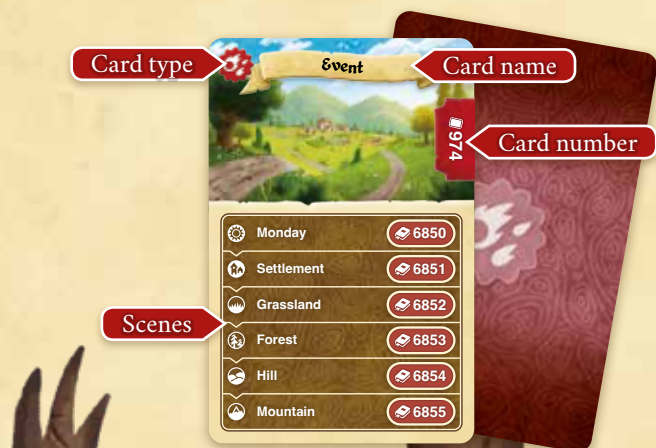 Card type
Event
Card name
974
Card number
Monday 6850
Settlement 6851
Grassland 6852
Scenes
Forest 6853
Hill 6854
Mountain 6855